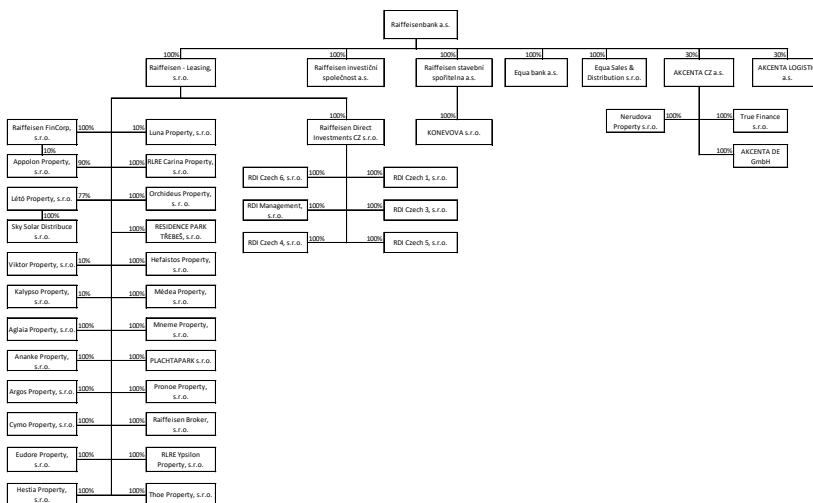 Raiffeisenbank a.s.
100%
100%
100%
100%
100%
30%
30%
Raiffeisen - Leasing,
s.r.o.
Raiffeisen investiční
společnost a.s.
Raiffeisen stavební
spořitelna a.s.
Equa bank a.s.
Equa Sales &
Distribution s.r.o.
AKCENTA CZ a.s.
AKCENTA LOGISTIC
a.s.
Raiffeisen FinCorp,
s.r.o.
100%
10%
Luna Property, s.r.o.
100%
Raiffeisen Direct
Investments CZ s.r.o.
100%
KONEVOVA s.r.o.
Nerudova
Property s.r.o.
100%
100%
True Finance
s.r.o.
10%
Appolon Property,
s.r.o.
90%
100%
RLRE Carina Property,
s.r.o.
100%
AKCENTA DE
GmbH
RDI Czech 6, s.r.o.
100%
100%
RDI Czech 1, s.r.o.
Létó Property, s.r.o.
77%
100%
Orchideus Property,
s. r. o.
RDI Management,
s.r.o.
100%
100%
RDI Czech 3, s.r.o.
100%
Sky Solar Distribuce
s.r.o.
100%
RESIDENCE PARK
TŘEBEŠ, s.r.o.
RDI Czech 4, s.r.o.
100%
100%
RDI Czech 5, s.r.o.
Viktor Property, s.r.o.
10%
100%
Hefaistos Property,
s.r.o.
Kalypso Property,
s.r.o.
10%
100%
Médea Property,
s.r.o.
Aglaia Property, s.r.o.
100%
100%
Mneme Property,
s.r.o.
Ananke Property,
s.r.o.
100%
100%
PLACHTAPARK s.r.o.
Argos Property, s.r.o.
100%
100%
Pronoe Property,
s.r.o.
Cymo Property, s.r.o.
100%
100%
Raiffeisen Broker,
s.r.o.
Eudore Property,
s.r.o.
100%
100%
RLRE Ypsilon
Property, s.r.o.
Hestia Property,
s.r.o.
100%
100%
Thoe Property, s.r.o.